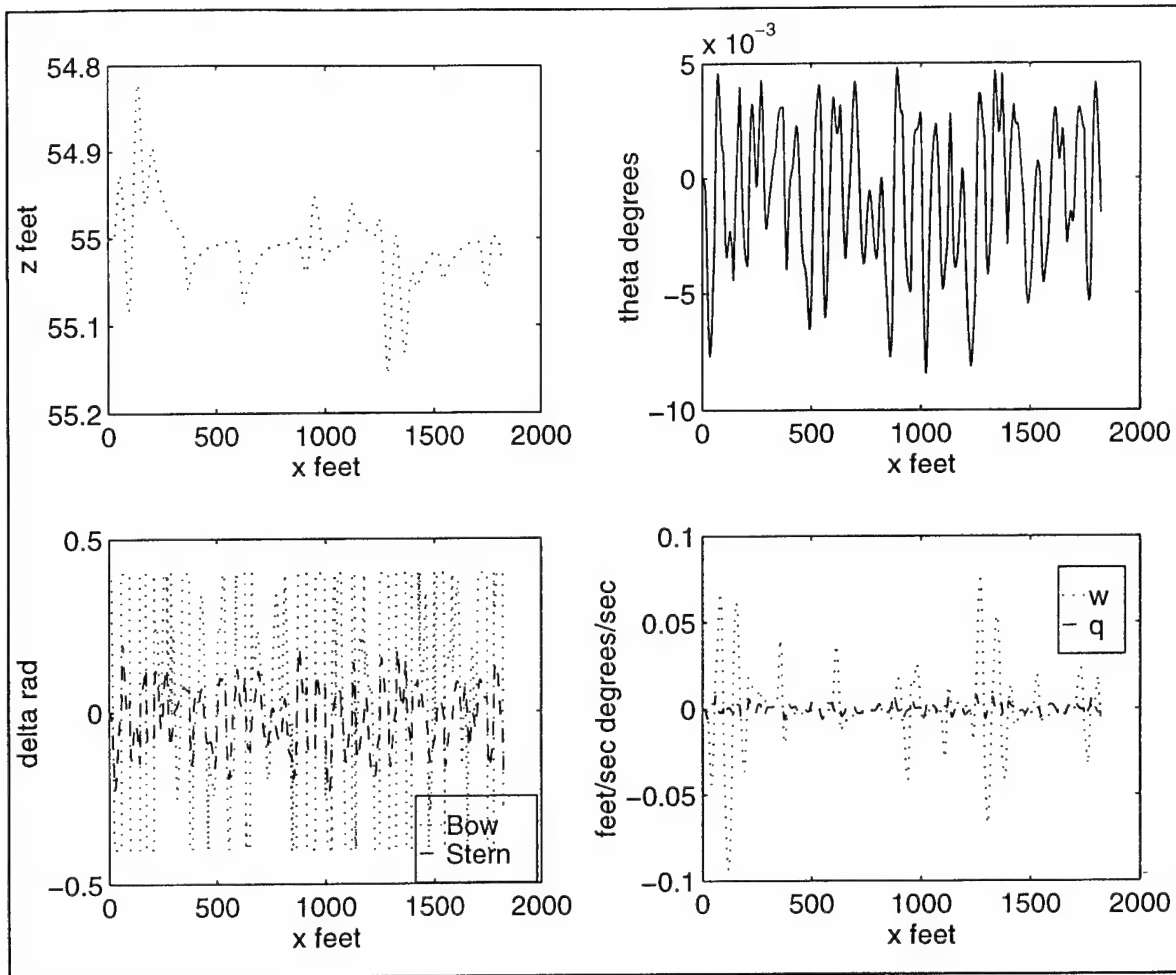 54.8
54.9
55
55.1
55.2
z feet
0
500
1000
1500
2000
x feet
x 10⁻³
5
0
−5
−10
theta degrees
0
500
1000
1500
2000
x feet
0.5
0
−0.5
delta rad
Bow
Stern
0
500
1000
1500
2000
x feet
0.1
0.05
0
−0.05
−0.1
feet/sec degrees/sec
w
q
0
500
1000
1500
2000
x feet